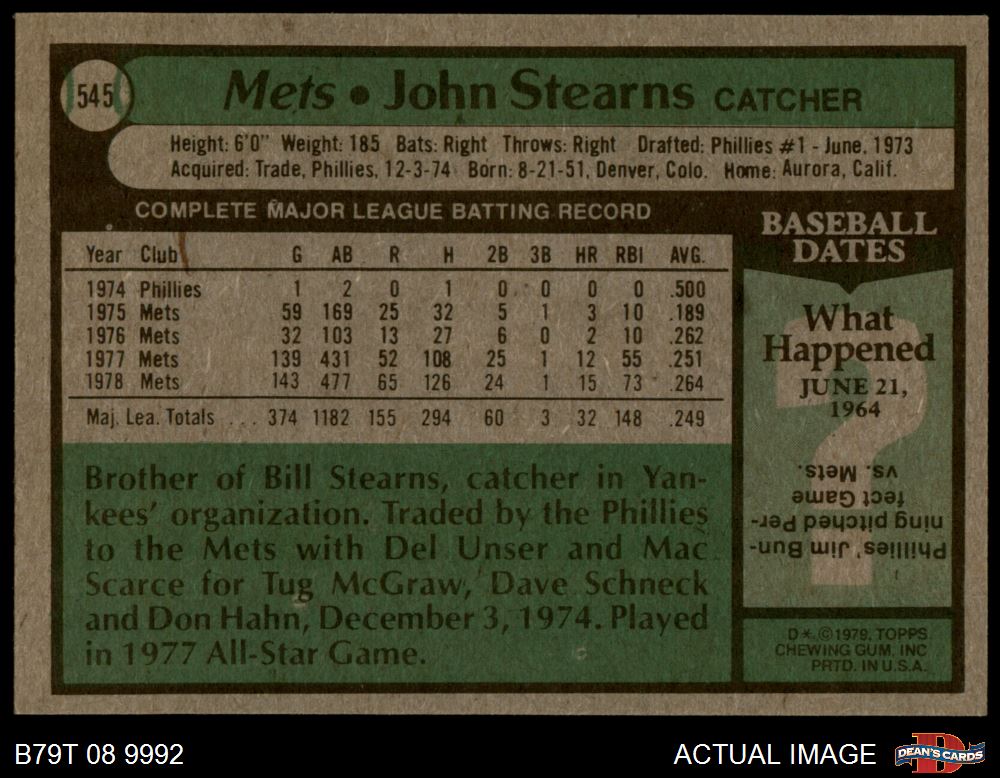 545
Mets • John Stearns CATCHER
Height: 6'0" Weight: 185 Bats: Right Throws: Right Drafted: Phillies #1 - June, 1973
Acquired: Trade, Phillies, 12-3-74 Born: 8-21-51, Denver, Colo. Home: Aurora, Calif.
COMPLETE MAJOR LEAGUE BATTING RECORD
Year Club G AB R H 2B 3B HR RBI AVG.
1974 Phillies 1 2 0 1 0 0 0 0 .500
1975 Mets 59 169 25 32 5 1 3 10 .189
1976 Mets 32 103 13 27 6 0 2 10 .262
1977 Mets 139 431 52 108 25 1 12 55 .251
1978 Mets 143 477 65 126 24 1 15 73 .264
Maj. Lea. Totals ... 374 1182 155 294 60 3 32 148 .249
Brother of Bill Stearns, catcher in Yan-
kees' organization. Traded by the Phillies
to the Mets with Del Unser and Mac
Scarce for Tug McGraw, Dave Schneck
and Don Hahn, December 3, 1974. Played
in 1977 All-Star Game.
BASEBALL
DATES
What
Happened
JUNE 21,
1964
?
Phillies' Jim Bun-
ning pitched Per-
fect Game
vs. Mets.
D*. © 1979, TOPPS
CHEWING GUM, INC
PRTD. IN U.S.A.
B79T 08 9992
ACTUAL IMAGE
DEAN'S CARDS